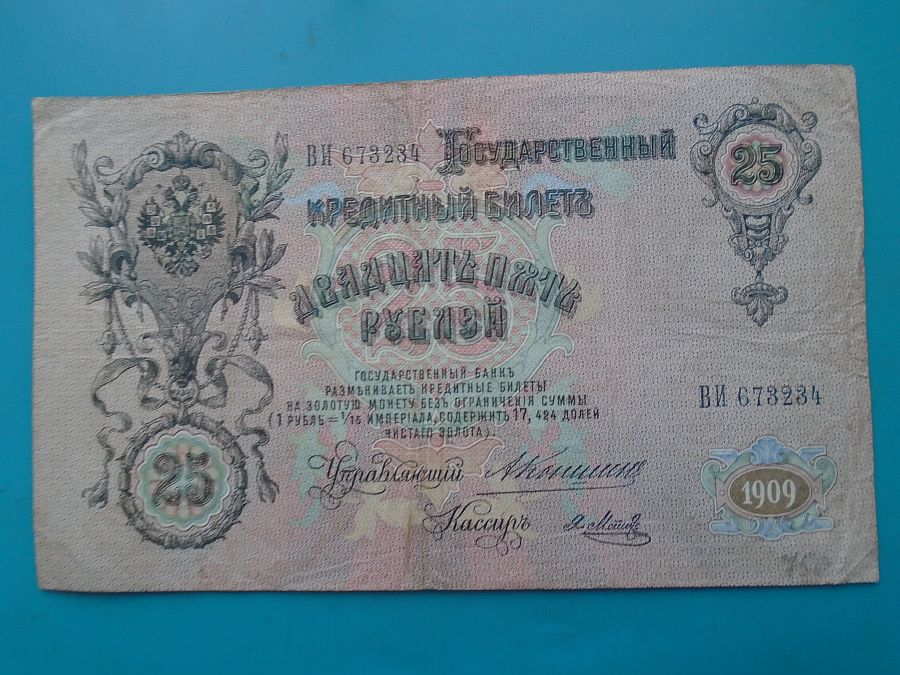 ВИ 673234 Государственный
25
кредитный билетъ
двадцать пять
рублей
ГОСУДАРСТВЕННЫЙ БАНКЪ
РАЗМѢНИВАЕТЪ КРЕДИТНЫЕ БИЛЕТЫ
НА ЗОЛОТУЮ МОНЕТУ БЕЗЪ ОГРАНИЧЕНІЯ СУММЫ
(1 РУБЛЬ = 1/15 ИМПЕРІАЛА, СОДЕРЖИТЪ 17,424 ДОЛЕЙ
ЧИСТАГО ЗОЛОТА).
ВИ 673234
25
Управляющій
Кассиръ
1909